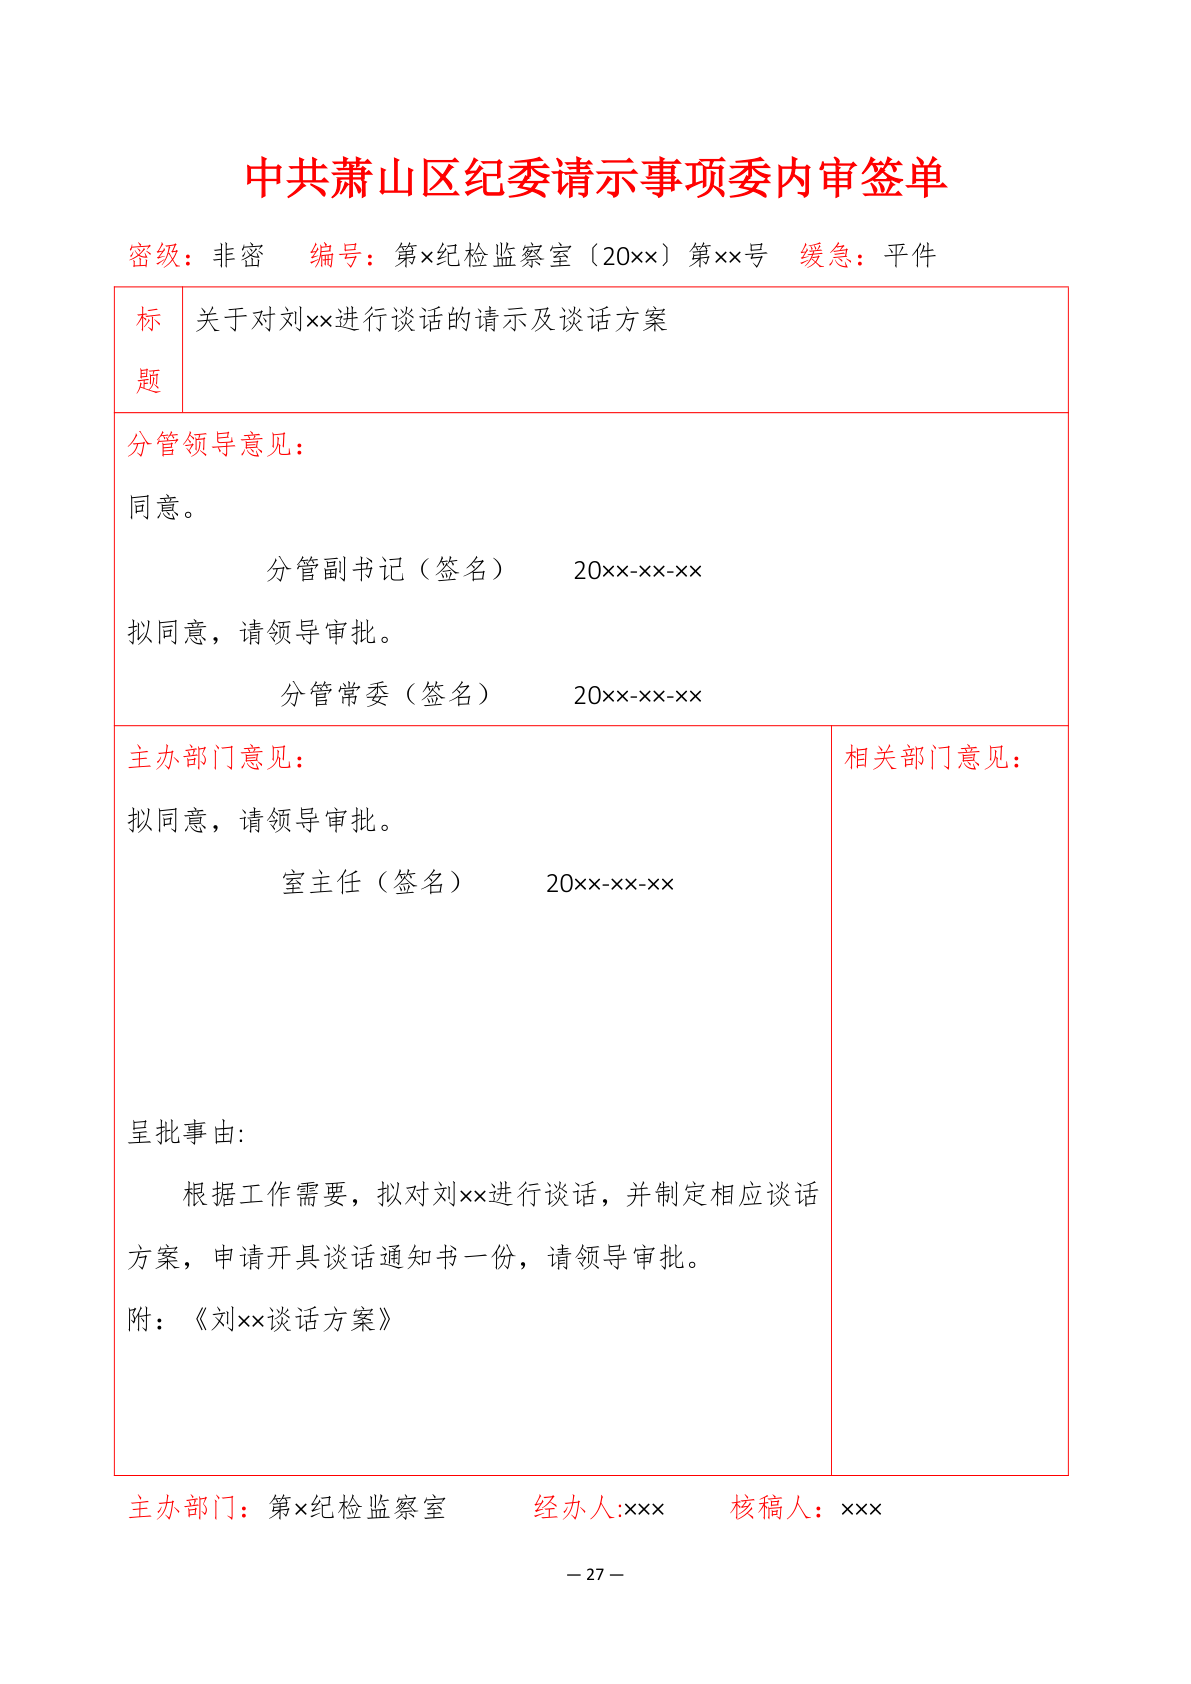 中共萧山区纪委请示事项委内审签单
密级：非密 编号：第×纪检监察室〔20××〕第××号 缓急：平件
标题 关于对刘××进行谈话的请示及谈话方案
分管领导意见：
同意。
分管副书记（签名） 20××-××-××
拟同意，请领导审批。
分管常委（签名） 20××-××-××
主办部门意见：
拟同意，请领导审批。
室主任（签名） 20××-××-××
呈批事由:
根据工作需要，拟对刘××进行谈话，并制定相应谈话
方案，申请开具谈话通知书一份，请领导审批。
附：《刘××谈话方案》
相关部门意见：
主办部门：第×纪检监察室 经办人:××× 核稿人：×××
— 27 —